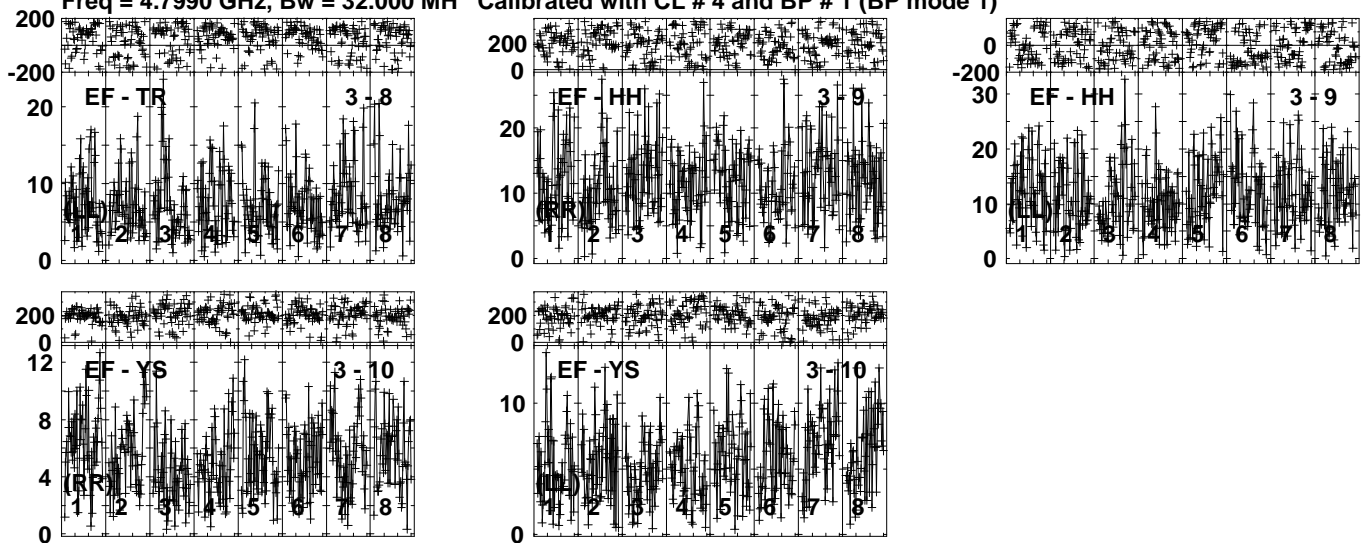 Freq = 4.7990 GHz, Bw = 32.000 MH Calibrated with CL # 4 and BP # 1 (BP mode 1)
200
-200
EF - TR 3 - 8
20
10
0
(LL)
1 2 3 4 5 6 7 8
200
0
EF - HH 3 - 9
20
10
0
(RR)
1 2 3 4 5 6 7 8
0
-200
EF - HH 3 - 9
30
20
10
0
(LL)
1 2 3 4 5 6 7 8
200
0
EF - YS 3 - 10
12
8
4
0
(RR)
1 2 3 4 5 6 7 8
200
0
EF - YS 3 - 10
10
0
(LL)
1 2 3 4 5 6 7 8